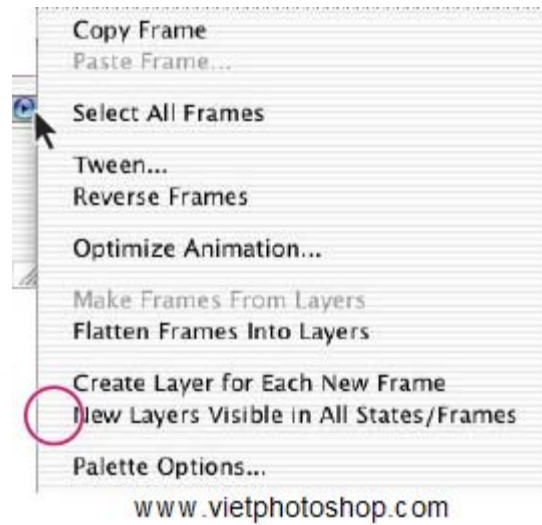 Copy Frame
Paste Frame...
Select All Frames
Tween...
Reverse Frames
Optimize Animation...
Make Frames From Layers
Flatten Frames Into Layers
Create Layer for Each New Frame
New Layers Visible in All States/Frames
Palette Options...
www.vietphotoshop.com